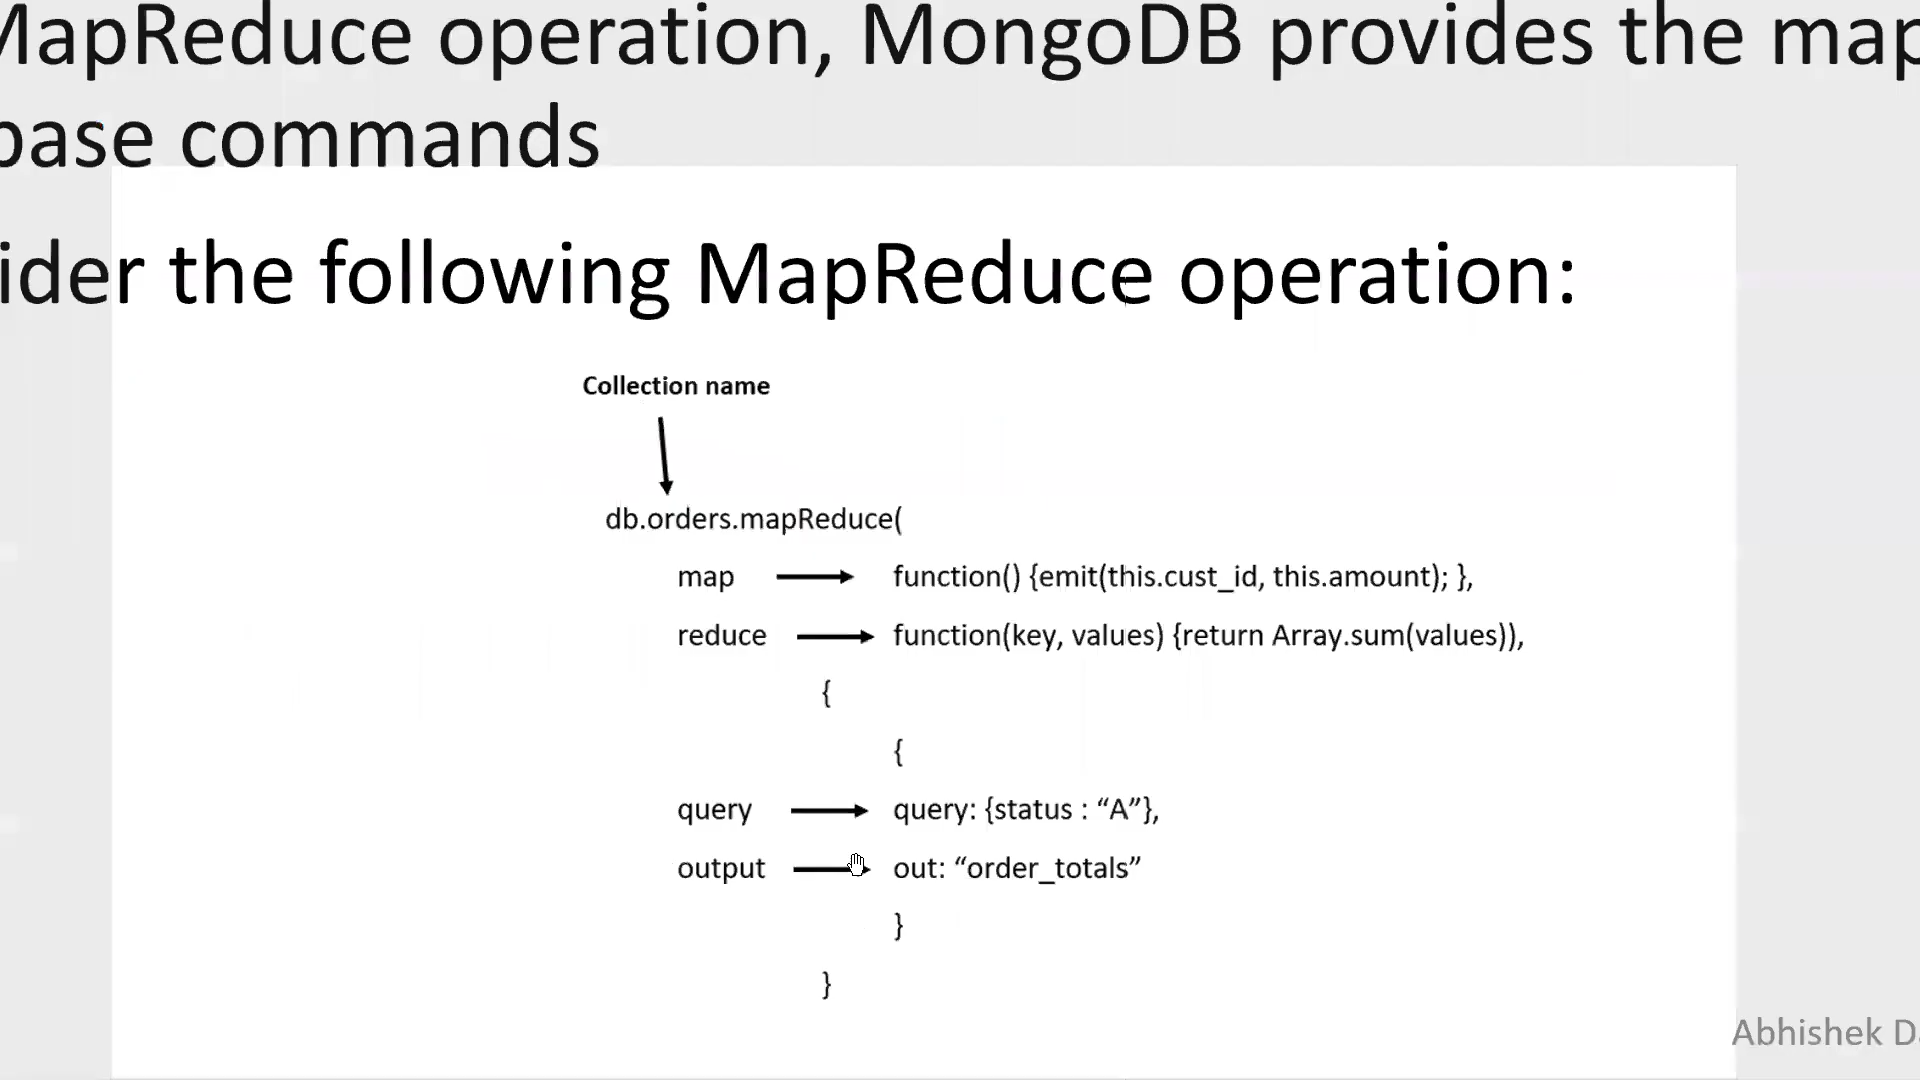 MapReduce operation, MongoDB provides the map
base commands
ider the following MapReduce operation:
Collection name
db.orders.mapReduce(
map function() {emit(this.cust_id, this.amount); },
reduce function(key, values) {return Array.sum(values)),
{
{
query query: {status : “A”},
output out: “order_totals”
}
}
Abhishek Da